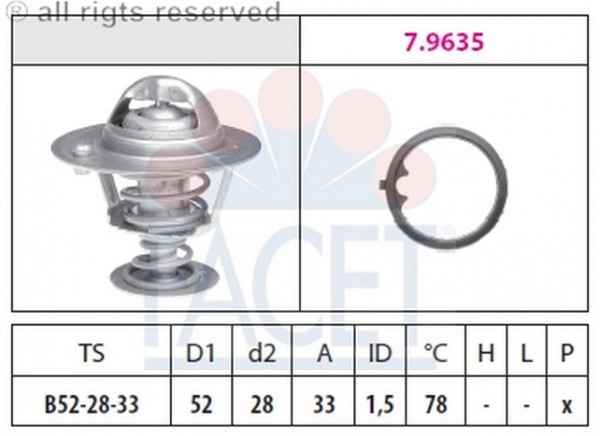 ® all rigts reserved
7.9635
FACET
®
TS D1 d2 A ID °C H L P
B52-28-33 52 28 33 1,5 78 - - x